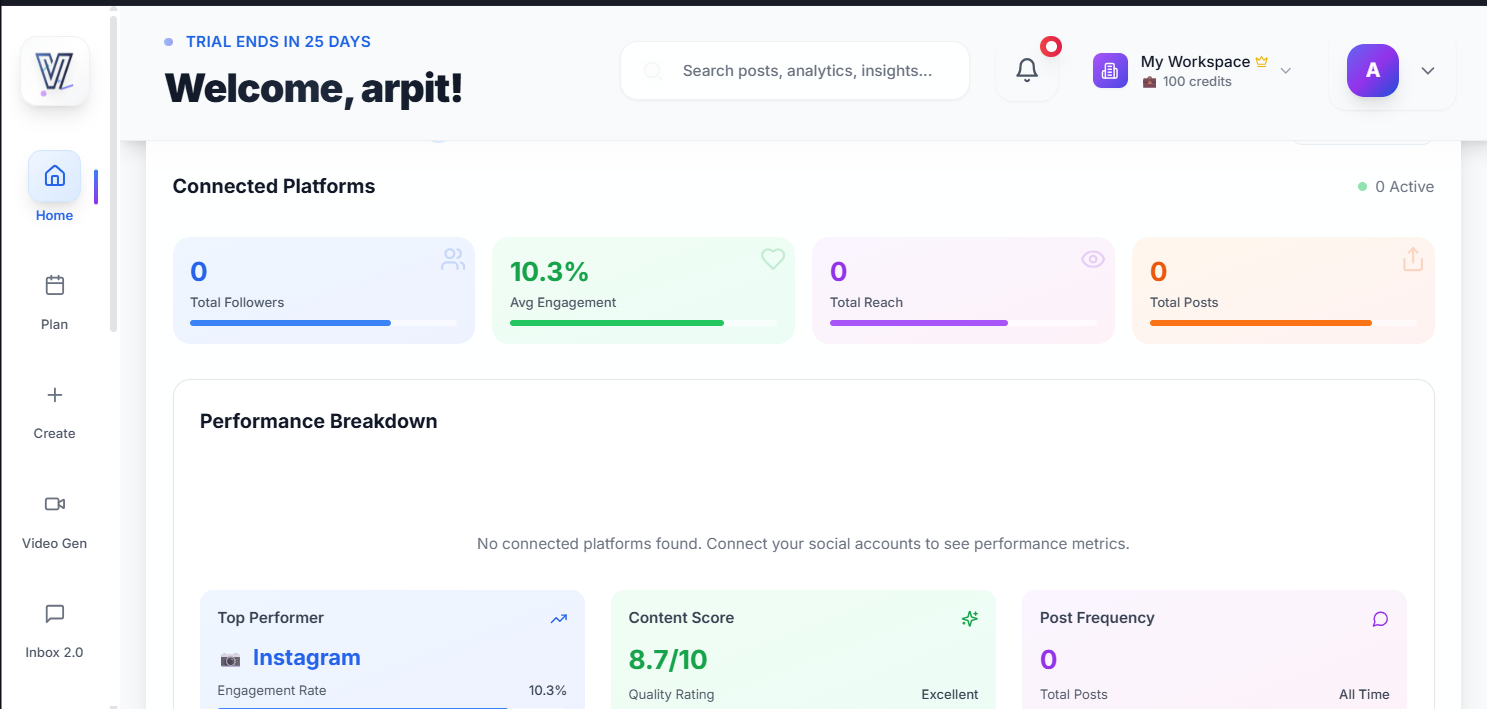 TRIAL ENDS IN 25 DAYS
Welcome, arpit!
Search posts, analytics, insights...
My Workspace
100 credits
A
Home
Plan
Create
Video Gen
Inbox 2.0
Connected Platforms
0 Active
0
Total Followers
10.3%
Avg Engagement
0
Total Reach
0
Total Posts
Performance Breakdown
No connected platforms found. Connect your social accounts to see performance metrics.
Top Performer
Instagram
Engagement Rate 10.3%
Content Score
8.7/10
Quality Rating Excellent
Post Frequency
0
Total Posts All Time